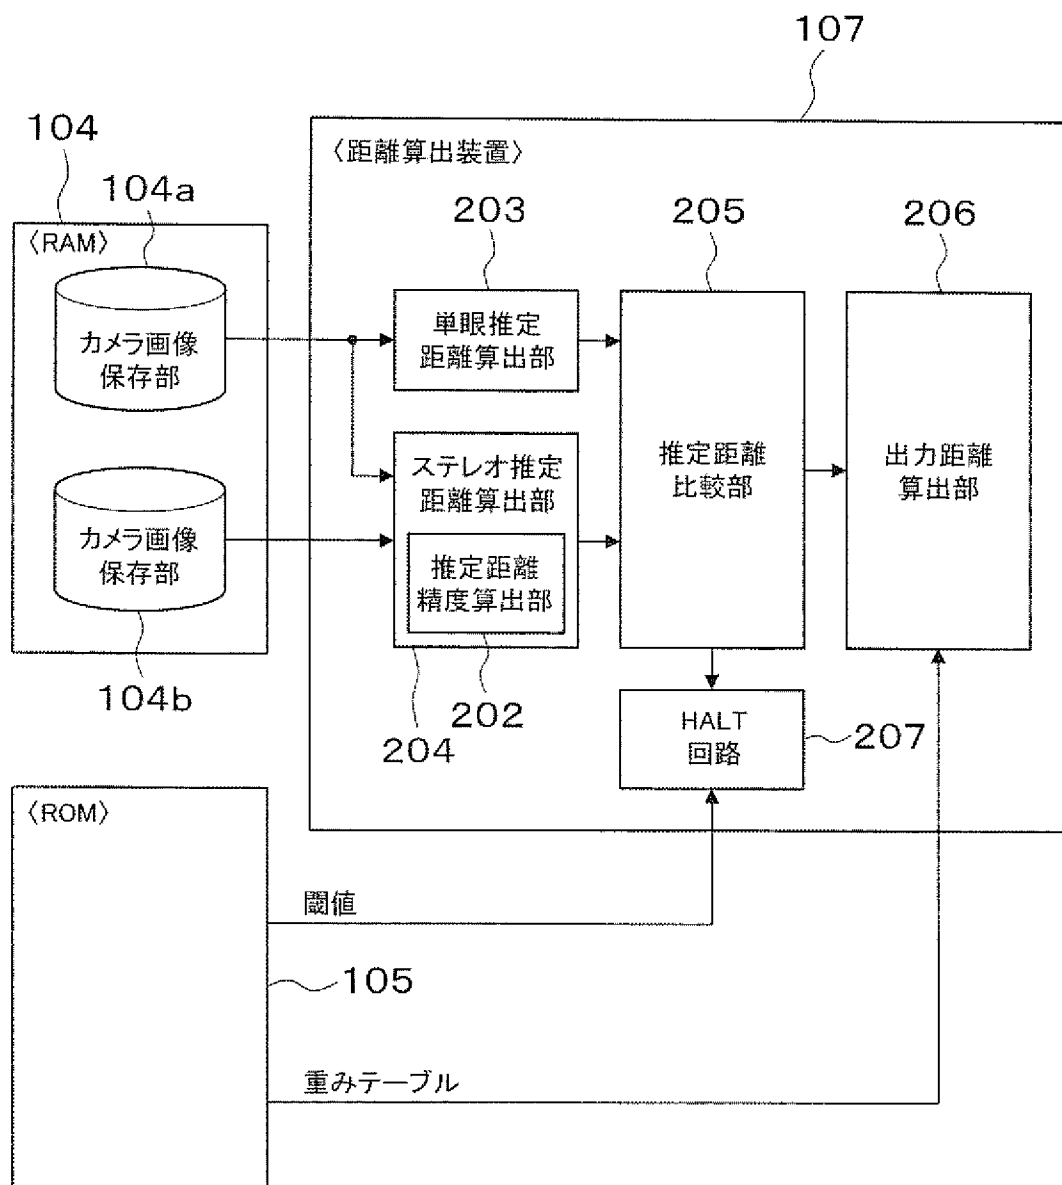 107
104
〈距離算出装置〉
104a
203
205
206
〈RAM〉
カメラ画像
保存部
単眼推定
距離算出部
ステレオ推定
距離算出部
推定距離
比較部
出力距離
算出部
カメラ画像
保存部
推定距離
精度算出部
104b
202
204
HALT
回路
207
〈ROM〉
閾値
105
重みテーブル